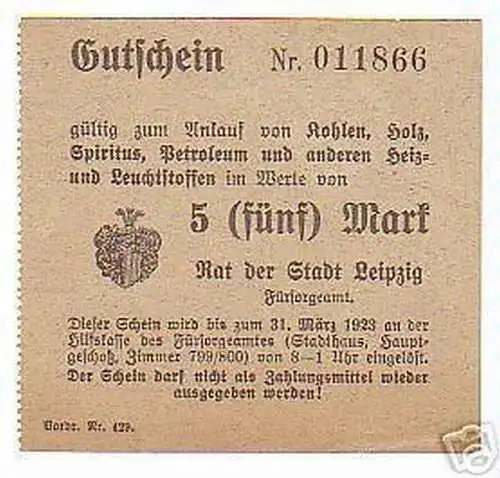 Gutschein Nr. 011866
gültig zum Ankauf von Kohlen, Holz,
Spiritus, Petroleum und anderen Heiz-
und Leuchtstoffen im Werte von
5 (fünf) Mark
Rat der Stadt Leipzig
Fürsorgeamt.
Dieser Schein wird bis zum 31. März 1923 an der
Hilfskasse des Fürsorgeamtes (Stadthaus, Haupt-
geschoß, Zimmer 799/800) von 8–1 Uhr eingelöst.
Der Schein darf nicht als Zahlungsmittel wieder
ausgegeben werden!
Vordr. Nr. 429.
ebay